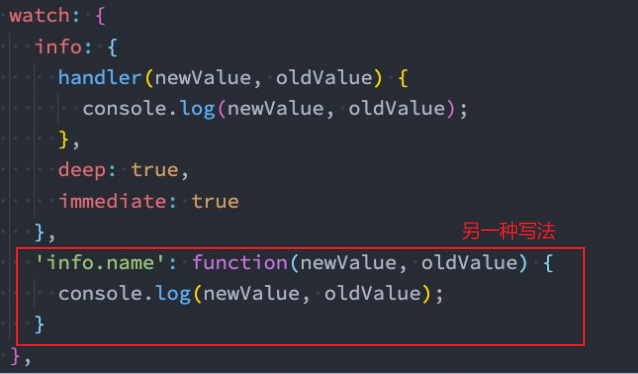 watch: {
info: {
handler(newValue, oldValue) {
console.log(newValue, oldValue);
},
deep: true,
immediate: true
},
另一种写法
'info.name': function(newValue, oldValue) {
console.log(newValue, oldValue);
}
},